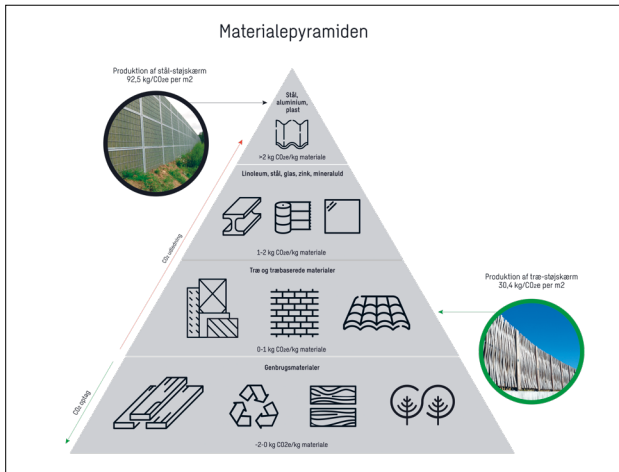 Materialepyramiden
Produktion af stål-støjskærm
92,5 kg/CO2e per m2
Stål,
aluminium,
plast
>2 kg CO2e/kg materiale
Linoleum, stål, glas, zink, mineraluld
1-2 kg CO2e/kg materiale
CO2 udledning
Træ og træbaserede materialer
0-1 kg CO2e/kg materiale
Produktion af træ-støjskærm
30,4 kg/CO2e per m2
Genbrugsmaterialer
CO2 optag
-2-0 kg CO2e/kg materiale